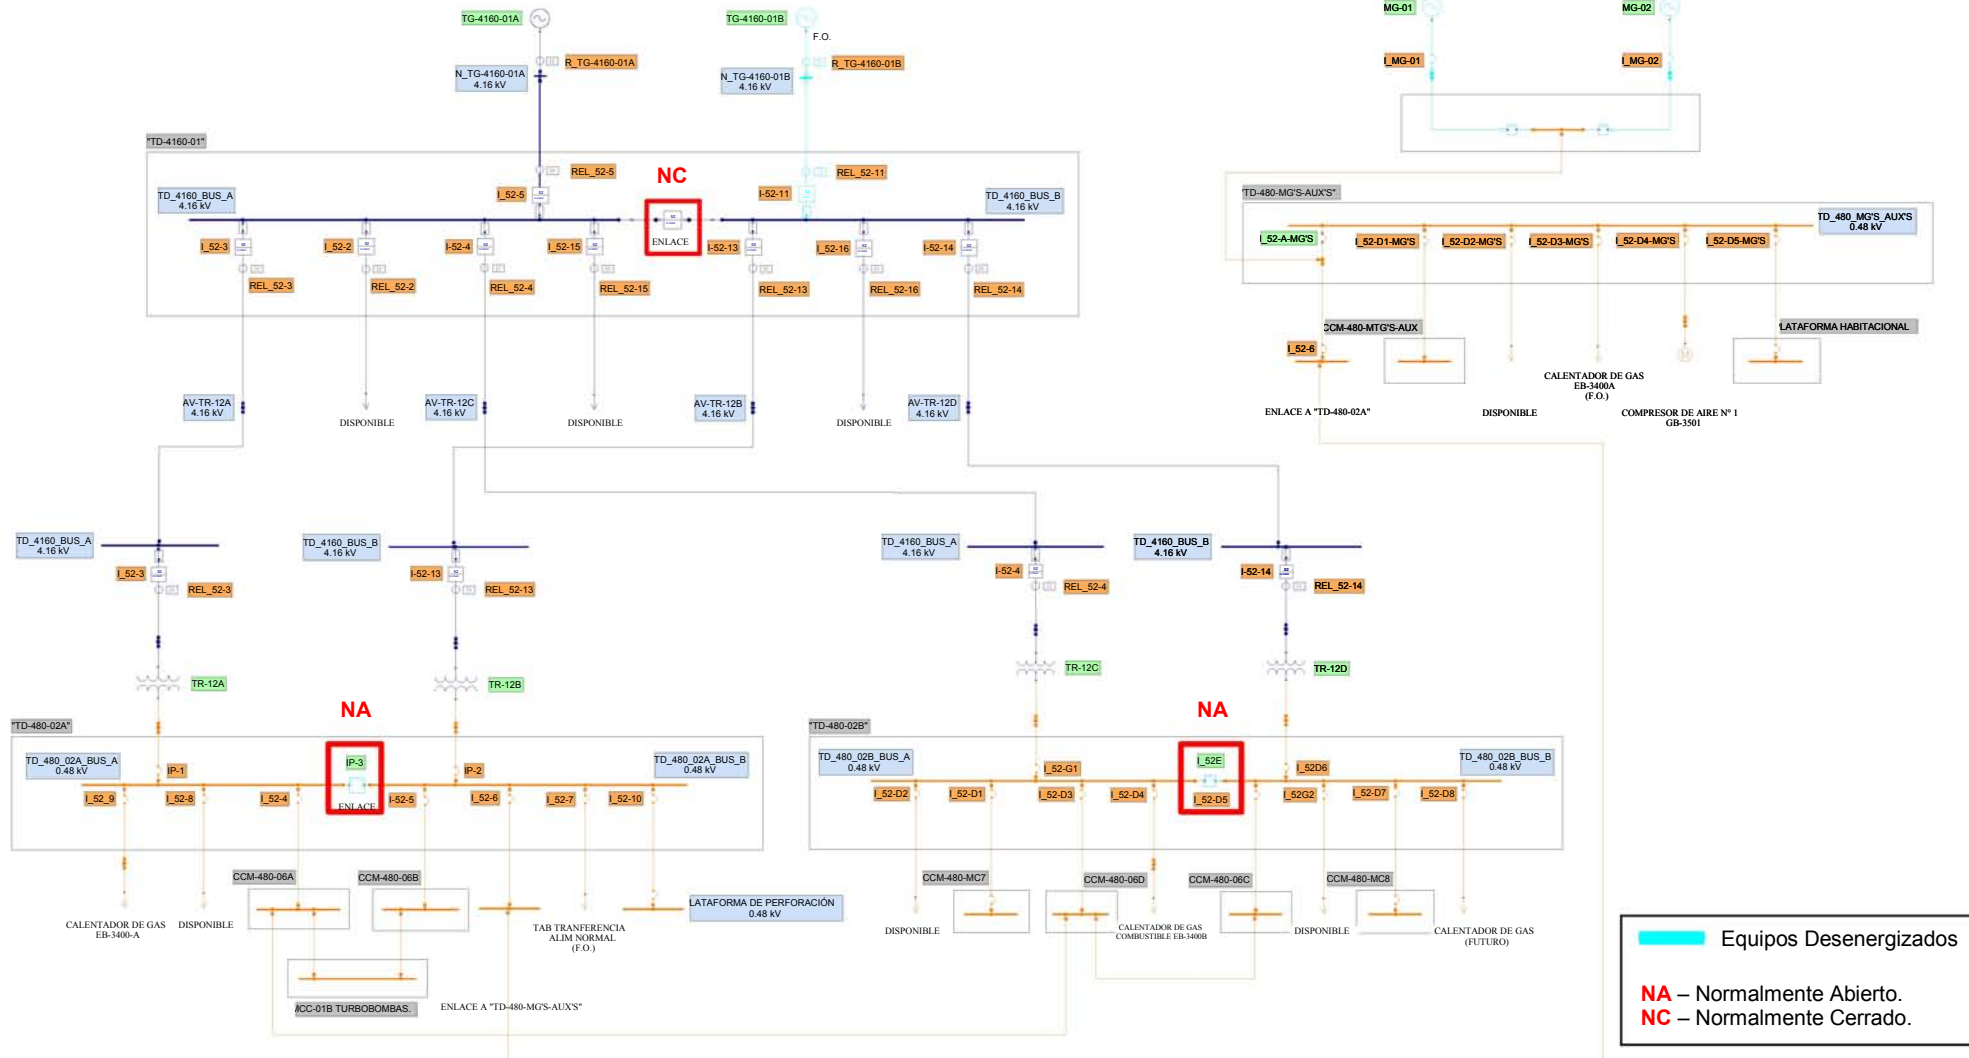 TG-4160-01A
TG-4160-01B
F.O.
MG-01
MG-02
R_TG-4160-01A
R_TG-4160-01B
I_MG-01
I_MG-02
N_TG-4160-01A
4.16 kV
N_TG-4160-01B
4.16 kV
"TD-4160-01"
REL_52-5
NC
REL_52-11
TD_4160_BUS_A
4.16 kV
I_52-5
I-52-11
TD_4160_BUS_B
4.16 kV
ENLACE
I_52-3
I_52-2
I_52-4
I_52-15
I-52-13
I_52-16
I-52-14
REL_52-3
REL_52-2
REL_52-4
REL_52-15
REL_52-13
REL_52-16
REL_52-14
"TD-480-MG'S-AUX'S"
TD_480_MG'S_AUX'S
0.48 kV
I_52-A-MG'S
I_52-D1-MG'S
I_52-D2-MG'S
I_52-D3-MG'S
I_52-D4-MG'S
I_52-D5-MG'S
CCM-480-MTG'S-AUX
LATAFORMA HABITACIONAL
I_52-6
CALENTADOR DE GAS
EB-3400A
(F.O.)
ENLACE A "TD-480-02A"
DISPONIBLE
COMPRESOR DE AIRE Nº 1
GB-3501
AV-TR-12A
4.16 kV
AV-TR-12C
4.16 kV
AV-TR-12B
4.16 kV
AV-TR-12D
4.16 kV
DISPONIBLE
DISPONIBLE
DISPONIBLE
TD_4160_BUS_A
4.16 kV
TD_4160_BUS_B
4.16 kV
TD_4160_BUS_A
4.16 kV
TD_4160_BUS_B
4.16 kV
I_52-3
REL_52-3
I-52-13
REL_52-13
I-52-4
REL_52-4
I-52-14
REL_52-14
TR-12A
TR-12B
TR-12C
TR-12D
NA
NA
"TD-480-02A"
"TD-480-02B"
TD_480_02A_BUS_A
0.48 kV
IP-1
IP-3
IP-2
TD_480_02A_BUS_B
0.48 kV
TD_480_02B_BUS_A
0.48 kV
I_52-G1
I_52E
I_52D6
TD_480_02B_BUS_B
0.48 kV
I_52_9
I_52-8
I_52-4
ENLACE
I-52-5
I_52-6
I_52-7
I_52-10
I_52-D2
I_52-D1
I_52-D3
I_52-D4
I_52-D5
I_52G2
I_52-D7
I_52-D8
CCM-480-06A
CCM-480-06B
CCM-480-MC7
CCM-480-06D
CCM-480-06C
CCM-480-MC8
LATAFORMA DE PERFORACIÓN
0.48 kV
CALENTADOR DE GAS
EB-3400-A
DISPONIBLE
TAB TRANFERENCIA
ALIM NORMAL
(F.O.)
DISPONIBLE
CALENTADOR DE GAS
COMBUSTIBLE EB-3400B
DISPONIBLE
CALENTADOR DE GAS
(FUTURO)
MCC-01B TURBOBOMBAS.
ENLACE A "TD-480-MG'S-AUX'S"
Equipos Desenergizados
NA – Normalmente Abierto.
NC – Normalmente Cerrado.